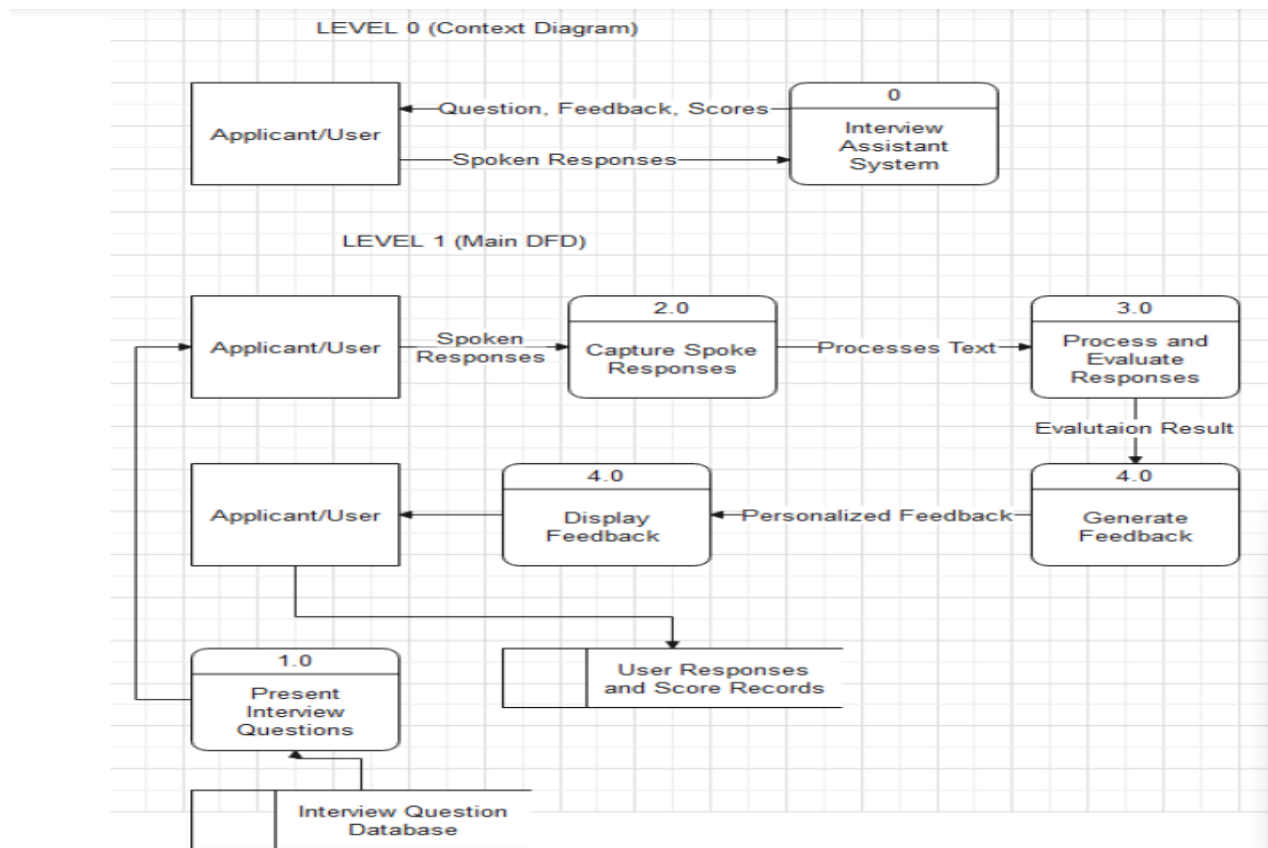 LEVEL 0 (Context Diagram)
Applicant/User
Question, Feedback, Scores
Spoken Responses
0
Interview
Assistant
System
LEVEL 1 (Main DFD)
Applicant/User
Spoken
Responses
2.0
Capture Spoke
Responses
Processes Text
3.0
Process and
Evaluate
Responses
Evalutaion Result
Applicant/User
4.0
Display
Feedback
Personalized Feedback
4.0
Generate
Feedback
1.0
Present
Interview
Questions
User Responses
and Score Records
Interview Question
Database